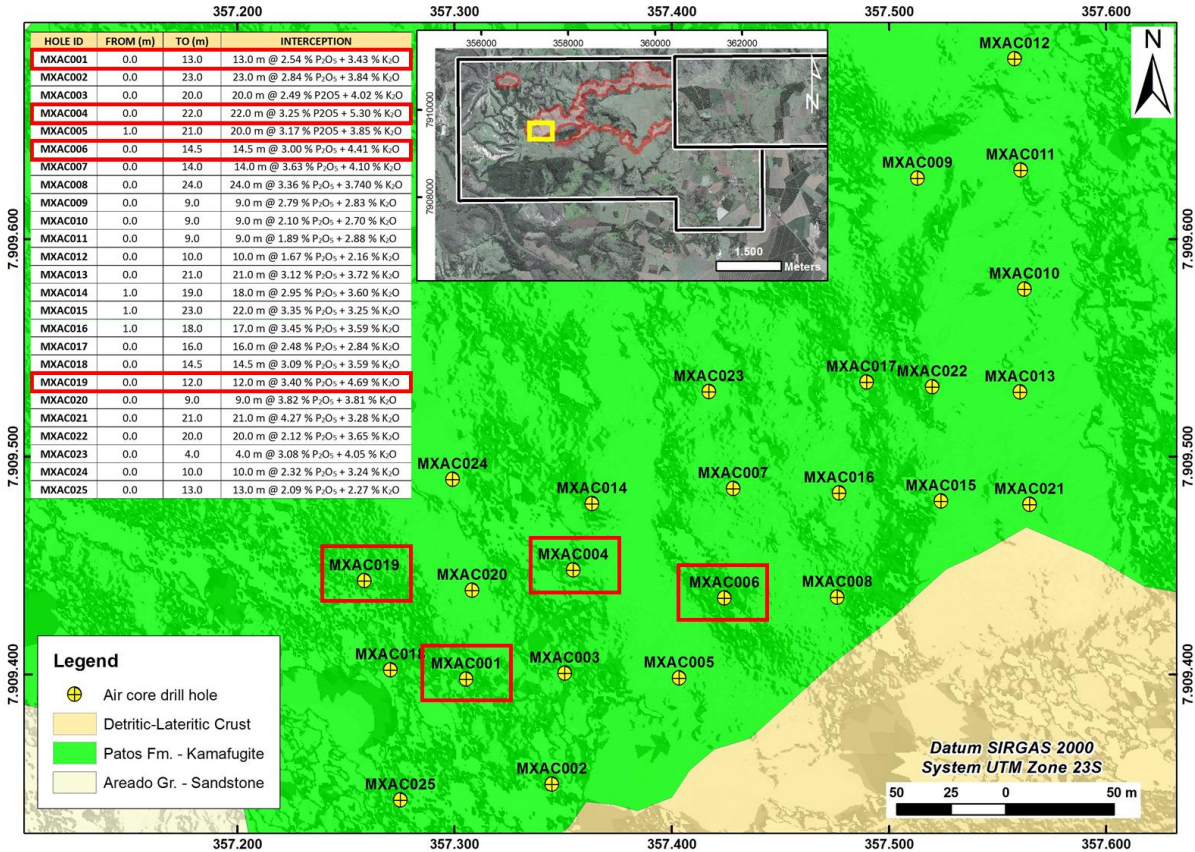 357.200 357.300 357.400 357.500 357.600
HOLE ID FROM (m) TO (m) INTERCEPTION
MXAC001 0.0 13.0 13.0 m @ 2.54 % P₂O₅ + 3.43 % K₂O
MXAC002 0.0 23.0 23.0 m @ 2.84 % P₂O₅ + 3.84 % K₂O
MXAC003 0.0 20.0 20.0 m @ 2.49 % P2O5 + 4.02 % K₂O
MXAC004 0.0 22.0 22.0 m @ 3.25 % P2O5 + 5.30 % K₂O
MXAC005 1.0 21.0 20.0 m @ 3.17 % P2O5 + 3.85 % K₂O
MXAC006 0.0 14.5 14.5 m @ 3.00 % P₂O₅ + 4.41 % K₂O
MXAC007 0.0 14.0 14.0 m @ 3.63 % P₂O₅ + 4.10 % K₂O
MXAC008 0.0 24.0 24.0 m @ 3.36 % P₂O₅ + 3.740 % K₂O
MXAC009 0.0 9.0 9.0 m @ 2.79 % P₂O₅ + 2.83 % K₂O
MXAC010 0.0 9.0 9.0 m @ 2.10 % P₂O₅ + 2.70 % K₂O
MXAC011 0.0 9.0 9.0 m @ 1.89 % P₂O₅ + 2.88 % K₂O
MXAC012 0.0 10.0 10.0 m @ 1.67 % P₂O₅ + 2.16 % K₂O
MXAC013 0.0 21.0 21.0 m @ 3.12 % P₂O₅ + 3.72 % K₂O
MXAC014 1.0 19.0 18.0 m @ 2.95 % P₂O₅ + 3.60 % K₂O
MXAC015 1.0 23.0 22.0 m @ 3.35 % P₂O₅ + 3.25 % K₂O
MXAC016 1.0 18.0 17.0 m @ 3.45 % P₂O₅ + 3.59 % K₂O
MXAC017 0.0 16.0 16.0 m @ 2.48 % P₂O₅ + 2.84 % K₂O
MXAC018 0.0 14.5 14.5 m @ 3.09 % P₂O₅ + 3.59 % K₂O
MXAC019 0.0 12.0 12.0 m @ 3.40 % P₂O₅ + 4.69 % K₂O
MXAC020 0.0 9.0 9.0 m @ 3.82 % P₂O₅ + 3.81 % K₂O
MXAC021 0.0 21.0 21.0 m @ 4.27 % P₂O₅ + 3.28 % K₂O
MXAC022 0.0 20.0 20.0 m @ 2.12 % P₂O₅ + 3.65 % K₂O
MXAC023 0.0 4.0 4.0 m @ 3.08 % P₂O₅ + 4.05 % K₂O
MXAC024 0.0 10.0 10.0 m @ 2.32 % P₂O₅ + 3.24 % K₂O
MXAC025 0.0 13.0 13.0 m @ 2.09 % P₂O₅ + 2.27 % K₂O
356000 358000 360000 362000
7910000
7908000
N
1.500
Meters
N
MXAC012
MXAC009 MXAC011
7.909.600 7.909.600
MXAC010
MXAC023 MXAC017 MXAC022 MXAC013
7.909.500 7.909.500
MXAC024 MXAC014 MXAC007 MXAC016 MXAC015 MXAC021
MXAC019 MXAC020 MXAC004 MXAC006 MXAC008
7.909.400 7.909.400
MXAC018 MXAC001 MXAC003 MXAC005
MXAC025 MXAC002
Legend
Air core drill hole
Detritic-Lateritic Crust
Patos Fm. - Kamafugite
Areado Gr. - Sandstone
Datum SIRGAS 2000
System UTM Zone 23S
50 25 0 50 m
357.200 357.300 357.400 357.500 357.600